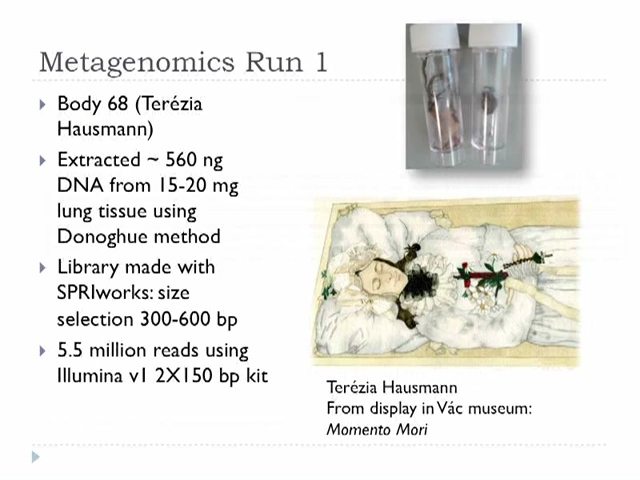 Metagenomics Run 1
Body 68 (Terézia
Hausmann)
Extracted ~ 560 ng
DNA from 15-20 mg
lung tissue using
Donoghue method
Library made with
SPRIworks: size
selection 300-600 bp
5.5 million reads using
Illumina v1 2X150 bp kit
Terézia Hausmann
From display in Vác museum:
Momento Mori